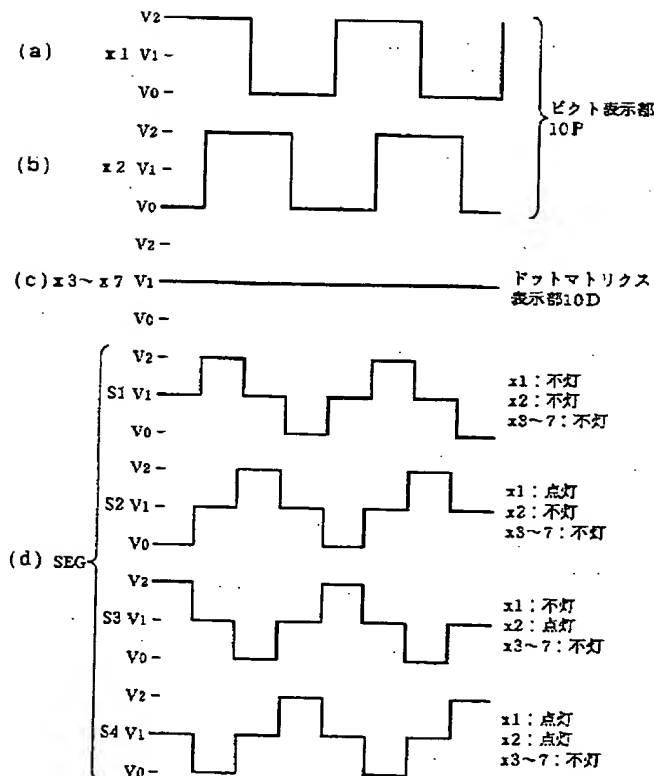 V2
(a) x1 V1
V0
ピクト表示部
10P
V2
(b) x2 V1
V0
V2
(c) x3～x7 V1
ドットマトリクス
表示部10D
V0
V2
S1 V1
x1：不灯
x2：不灯
x3～7：不灯
V0
V2
S2 V1
x1：点灯
x2：不灯
x3～7：不灯
V0
(d) SEG
V2
S3 V1
x1：不灯
x2：点灯
x3～7：不灯
V0
V2
S4 V1
x1：点灯
x2：点灯
x3～7：不灯
V0